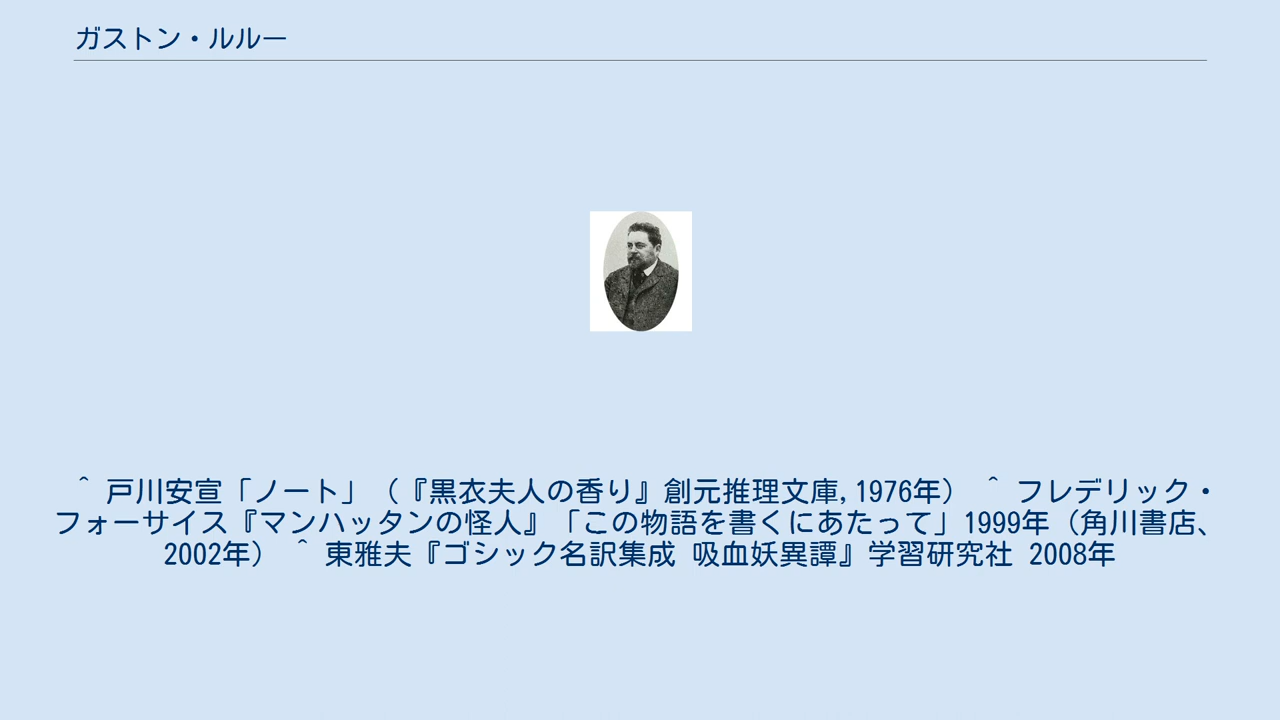 ガストン・ルルー
^ 戸川安宣「ノート」（『黒衣夫人の香り』創元推理文庫,1976年） ^ フレデリック・
フォーサイス『マンハッタンの怪人』「この物語を書くにあたって」1999年（角川書店、
2002年） ^ 東雅夫『ゴシック名訳集成 吸血妖異譚』学習研究社 2008年